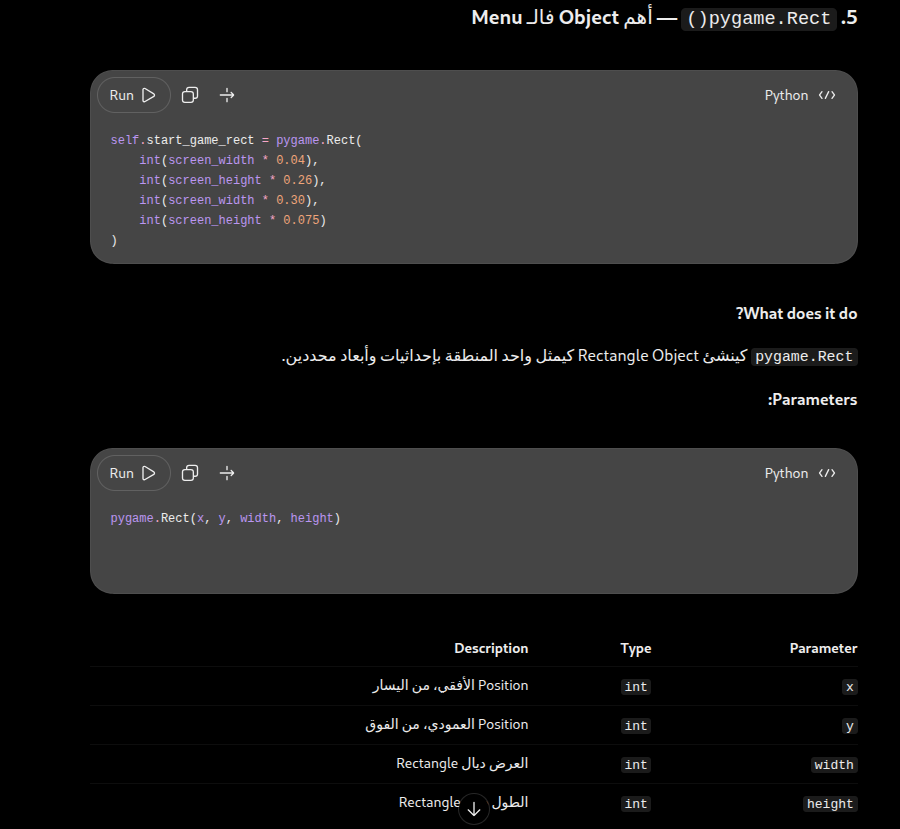 5. pygame.Rect() — أهم Object فالـ Menu
Run
Python
self.start_game_rect = pygame.Rect(
    int(screen_width * 0.04),
    int(screen_height * 0.26),
    int(screen_width * 0.30),
    int(screen_height * 0.075)
)
What does it do?
pygame.Rect كينشئ Rectangle Object كيمثل واحد المنطقة بإحداثيات وأبعاد محددين.
Parameters:
Run
Python
pygame.Rect(x, y, width, height)
Parameter Type Description
x int Position الأفقي، من اليسار
y int Position العمودي، من الفوق
width int العرض ديال Rectangle
height int الطول Rectangle